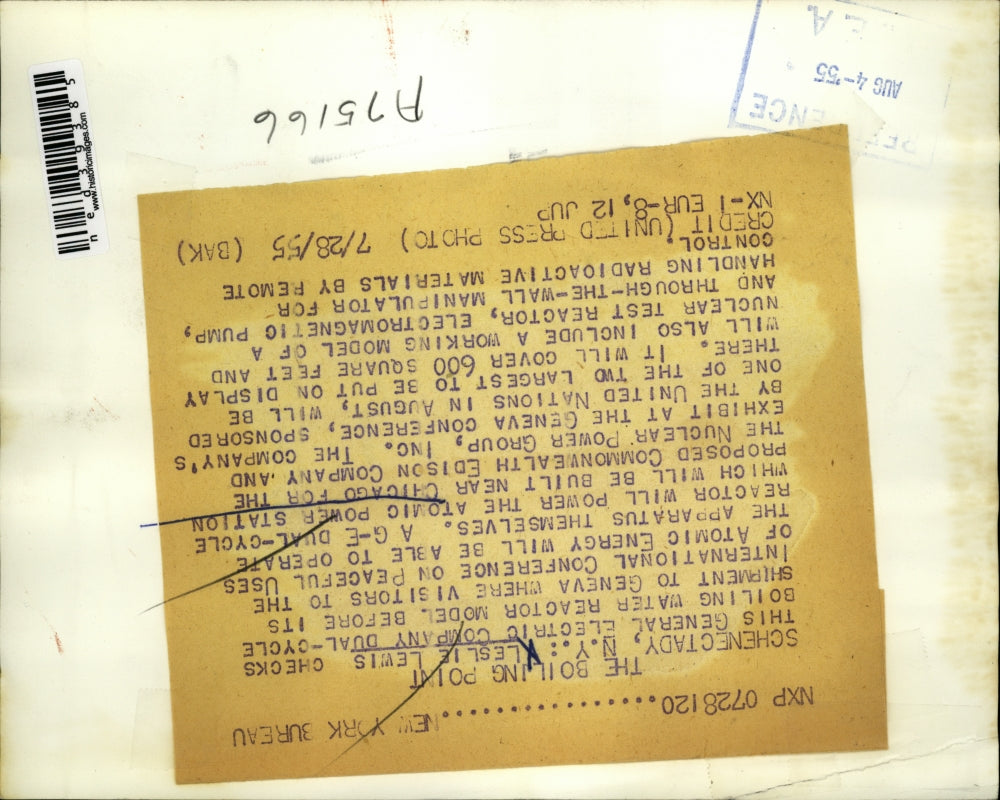 NXP 0728120.................NEW YORK BUREAU
THE BOILING POINT
SCHENECTADY, N.Y.: LESLIE LEWIS CHECKS
THIS GENERAL ELECTRIC COMPANY DUAL-CYCLE
BOILING WATER REACTOR MODEL BEFORE ITS
SHIPMENT TO GENEVA WHERE VISITORS TO THE
INTERNATIONAL CONFERENCE ON PEACEFUL USES
OF ATOMIC ENERGY WILL BE ABLE TO OPERATE
THE APPARATUS THEMSELVES. A G-E DUAL-CYCLE
REACTOR WILL POWER THE ATOMIC POWER STATION
WHICH WILL BE BUILT NEAR CHICAGO FOR THE
PROPOSED COMMONWEALTH EDISON COMPANY AND
THE NUCLEAR POWER GROUP, INC. THE COMPANY'S
EXHIBIT AT THE GENEVA CONFERENCE, SPONSORED
BY THE UNITED NATIONS IN AUGUST, WILL BE
ONE OF THE TWO LARGEST TO BE PUT ON DISPLAY
THERE. IT WILL COVER 600 SQUARE FEET AND
WILL ALSO INCLUDE A WORKING MODEL OF A
NUCLEAR TEST REACTOR, ELECTROMAGNETIC PUMP,
AND THROUGH-THE-WALL MANIPULATOR FOR
HANDLING RADIOACTIVE MATERIALS BY REMOTE
CONTROL.
CREDIT (UNITED PRESS PHOTO) 7/28/55 (BAK)
NX-1 EUR-8,12 JUP
A75166
ENCE
AUG 4-'55
E.A.
www.historicimages.com
ned39385